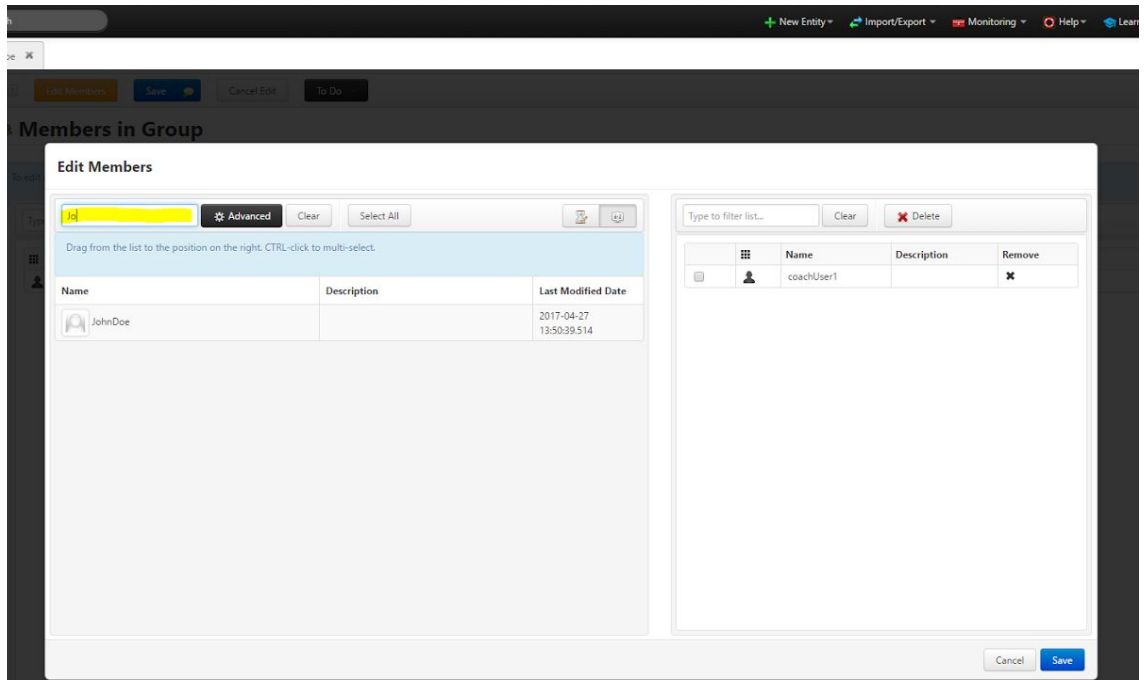 h
New Entity Import/Export Monitoring Help Learn
Edit Members Save Cancel Edit To Do
Members in Group
To edit
Edit Members
Jo Advanced Clear Select All
Type to filter list... Clear Delete
Drag from the list to the position on the right. CTRL-click to multi-select.
Name Description Last Modified Date
JohnDoe 2017-04-27
13:50:39.514
Name Description Remove
coachUser1
Cancel Save